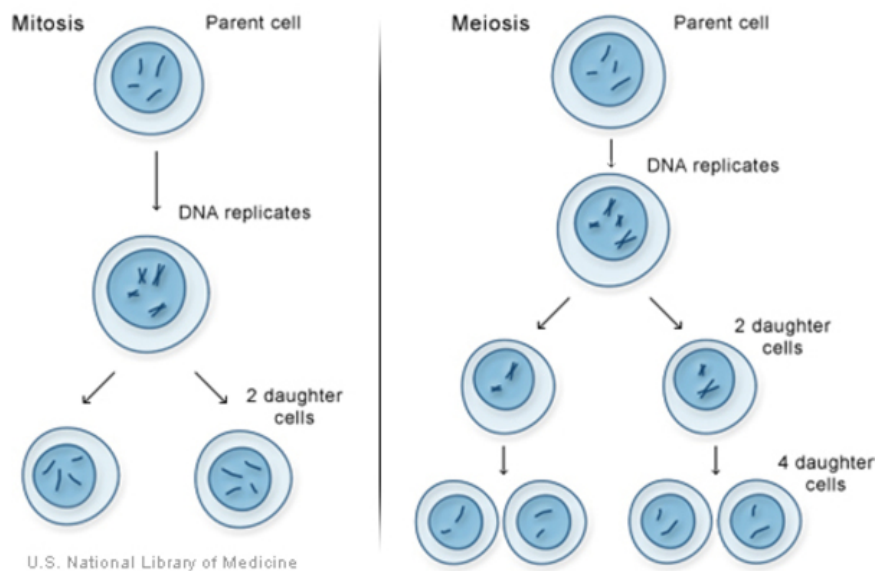 Mitosis
Parent cell
DNA replicates
2 daughter
cells
U.S. National Library of Medicine
Meiosis
Parent cell
DNA replicates
2 daughter
cells
4 daughter
cells